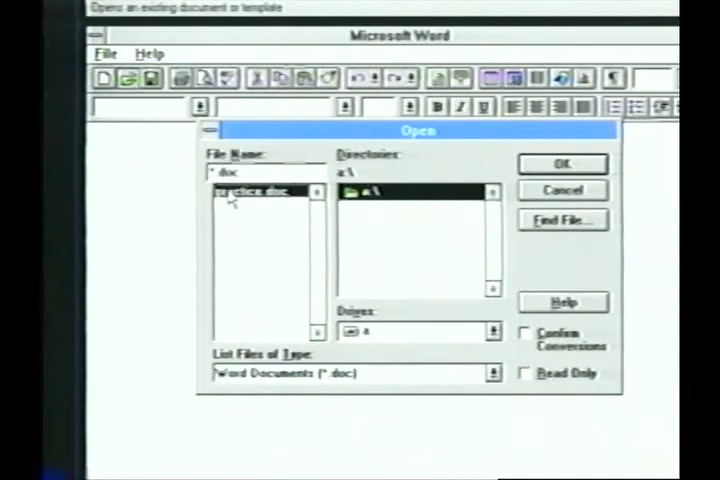 Opens an existing document or template
Microsoft Word
File Help
B I U
Open
File Name:
*.doc
practice.doc
Directories:
a:\
a:\
OK
Cancel
Find File...
Drives:
a
Help
Confirm
Conversions
List Files of Type:
Word Documents (*.doc)
Read Only